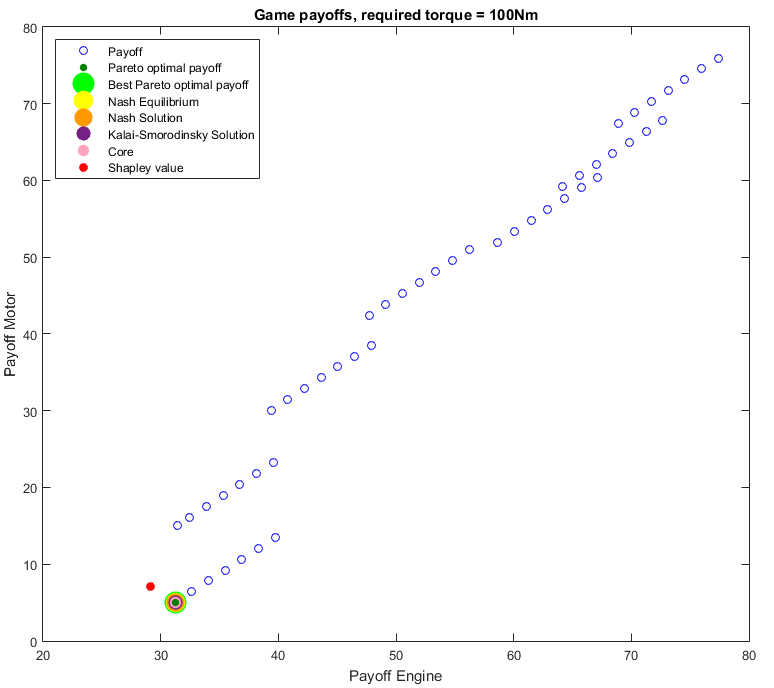 Game payoffs, required torque = 100Nm
Payoff
Pareto optimal payoff
Best Pareto optimal payoff
Nash Equilibrium
Nash Solution
Kalai-Smorodinsky Solution
Core
Shapley value
Payoff Motor
80
70
60
50
40
30
20
10
0
20 30 40 50 60 70 80
Payoff Engine